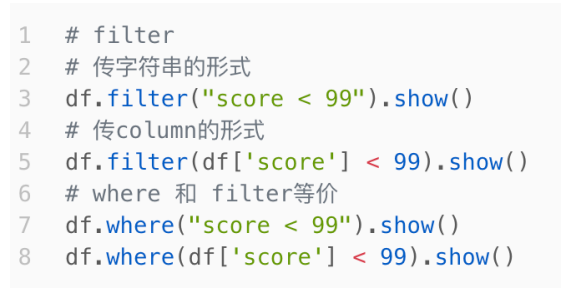 1 # filter
2 # 传字符串的形式
3 df.filter("score < 99").show()
4 # 传column的形式
5 df.filter(df['score'] < 99).show()
6 # where 和 filter等价
7 df.where("score < 99").show()
8 df.where(df['score'] < 99).show()